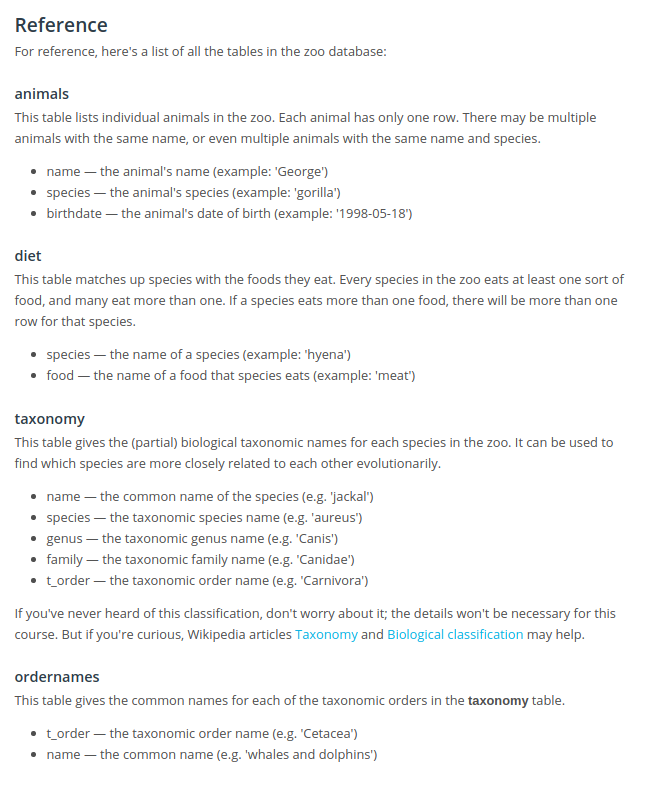 Reference
For reference, here's a list of all the tables in the zoo database:
animals
This table lists individual animals in the zoo. Each animal has only one row. There may be multiple
animals with the same name, or even multiple animals with the same name and species.
• name — the animal's name (example: 'George')
• species — the animal's species (example: 'gorilla')
• birthdate — the animal's date of birth (example: '1998-05-18')
diet
This table matches up species with the foods they eat. Every species in the zoo eats at least one sort of
food, and many eat more than one. If a species eats more than one food, there will be more than one
row for that species.
• species — the name of a species (example: 'hyena')
• food — the name of a food that species eats (example: 'meat')
taxonomy
This table gives the (partial) biological taxonomic names for each species in the zoo. It can be used to
find which species are more closely related to each other evolutionarily.
• name — the common name of the species (e.g. 'jackal')
• species — the taxonomic species name (e.g. 'aureus')
• genus — the taxonomic genus name (e.g. 'Canis')
• family — the taxonomic family name (e.g. 'Canidae')
• t_order — the taxonomic order name (e.g. 'Carnivora')
If you've never heard of this classification, don't worry about it; the details won't be necessary for this
course. But if you're curious, Wikipedia articles Taxonomy and Biological classification may help.
ordernames
This table gives the common names for each of the taxonomic orders in the taxonomy table.
• t_order — the taxonomic order name (e.g. 'Cetacea')
• name — the common name (e.g. 'whales and dolphins')